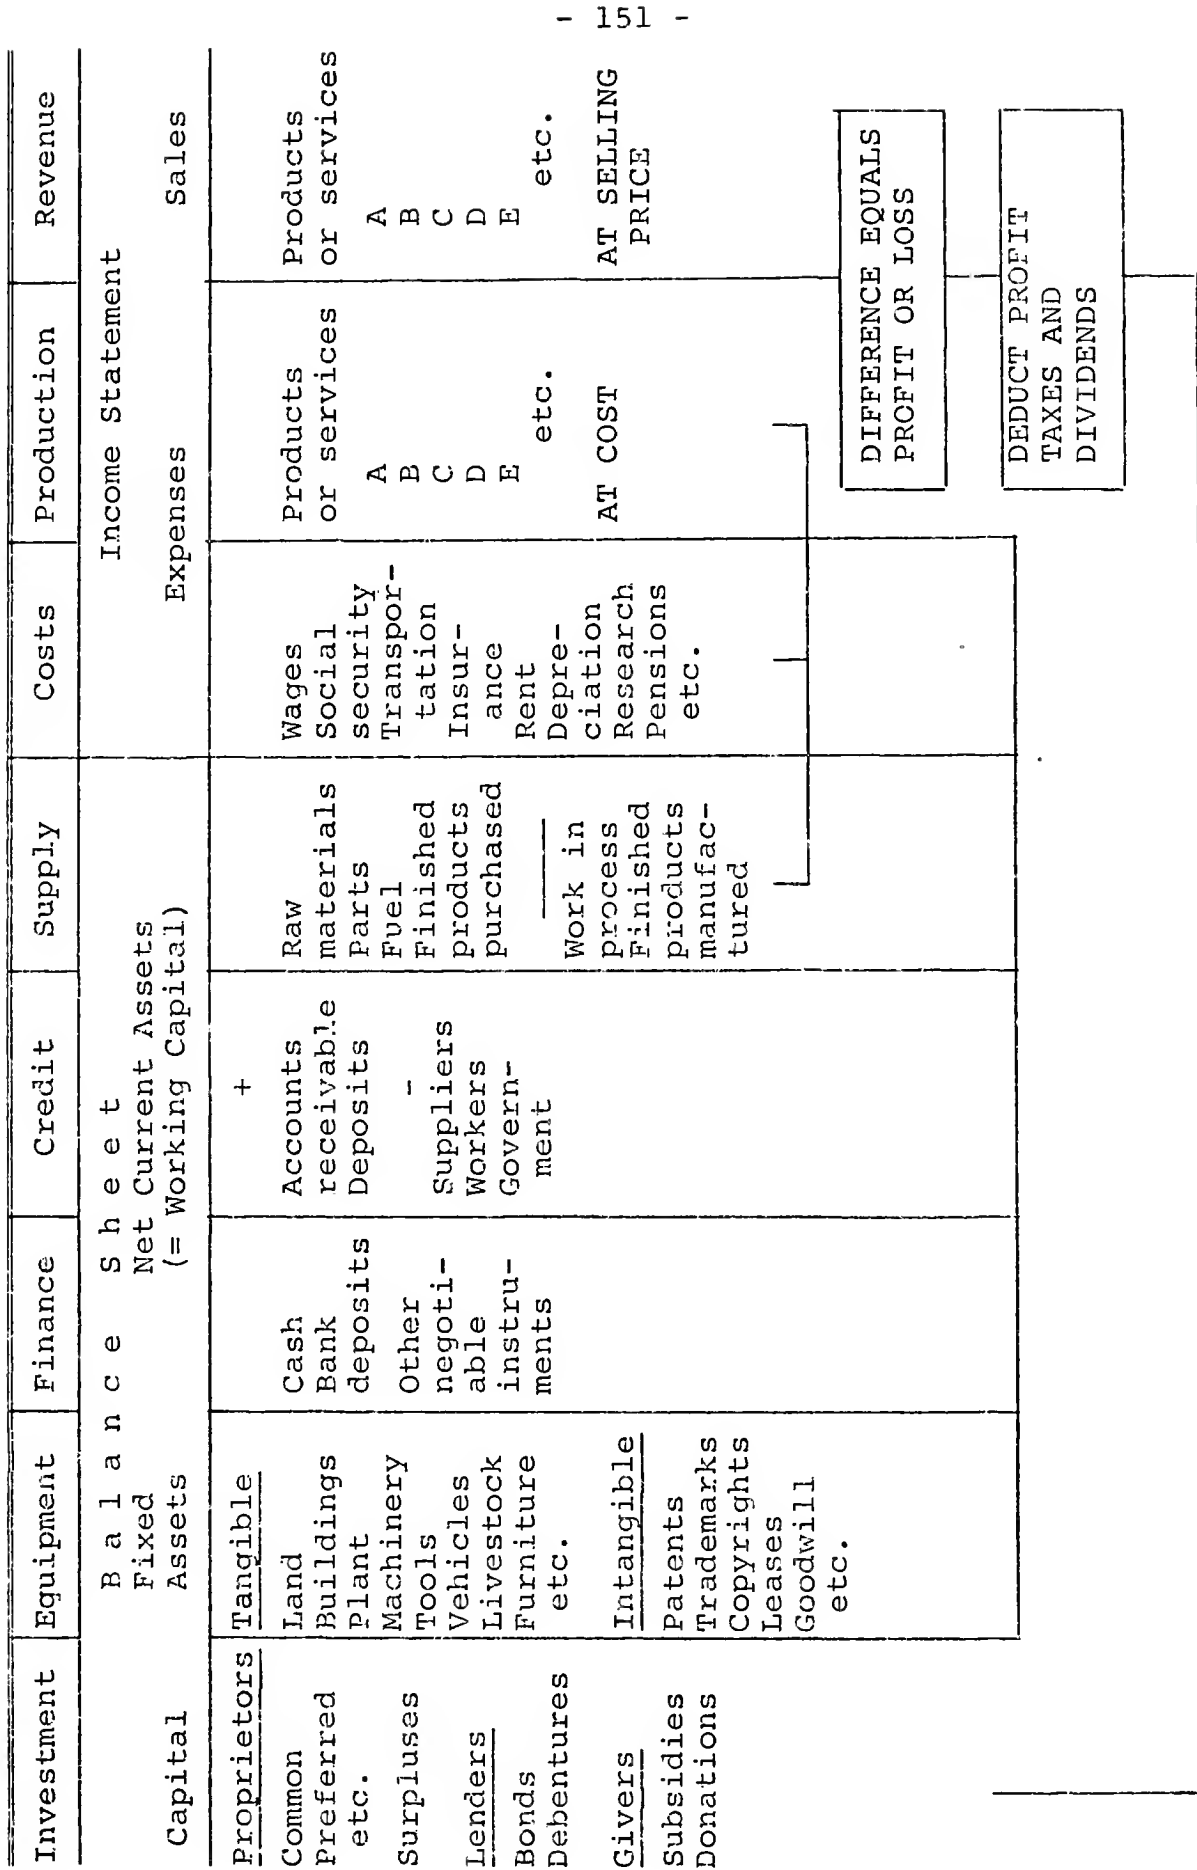 - 151 -
Investment
Equipment
Finance
Credit
Supply
Costs
Production
Revenue
Balance Sheet
Income Statement
Capital
Fixed
Assets
Net Current Assets
(= Working Capital)
Expenses
Sales
Proprietors
Common
Preferred
etc.
Surpluses
Lenders
Bonds
Debentures
Givers
Subsidies
Donations
Tangible
Land
Buildings
Plant
Machinery
Tools
Vehicles
Livestock
Furniture
etc.
Intangible
Patents
Trademarks
Copyrights
Leases
Goodwill
etc.
Cash
Bank
deposits
Other
negoti-
able
instru-
ments
+
Accounts
receivable
Deposits
-
Suppliers
Workers
Govern-
ment
Raw
materials
Parts
Fuel
Finished
products
purchased
Work in
process
Finished
products
manufac-
tured
Wages
Social
security
Transpor-
tation
Insur-
ance
Rent
Depre-
ciation
Research
Pensions
etc.
Products
or services
A
B
C
D
E
etc.
AT COST
Products
or services
A
B
C
D
E
etc.
AT SELLING
PRICE
DIFFERENCE EQUALS
PROFIT OR LOSS
DEDUCT PROFIT
TAXES AND
DIVIDENDS